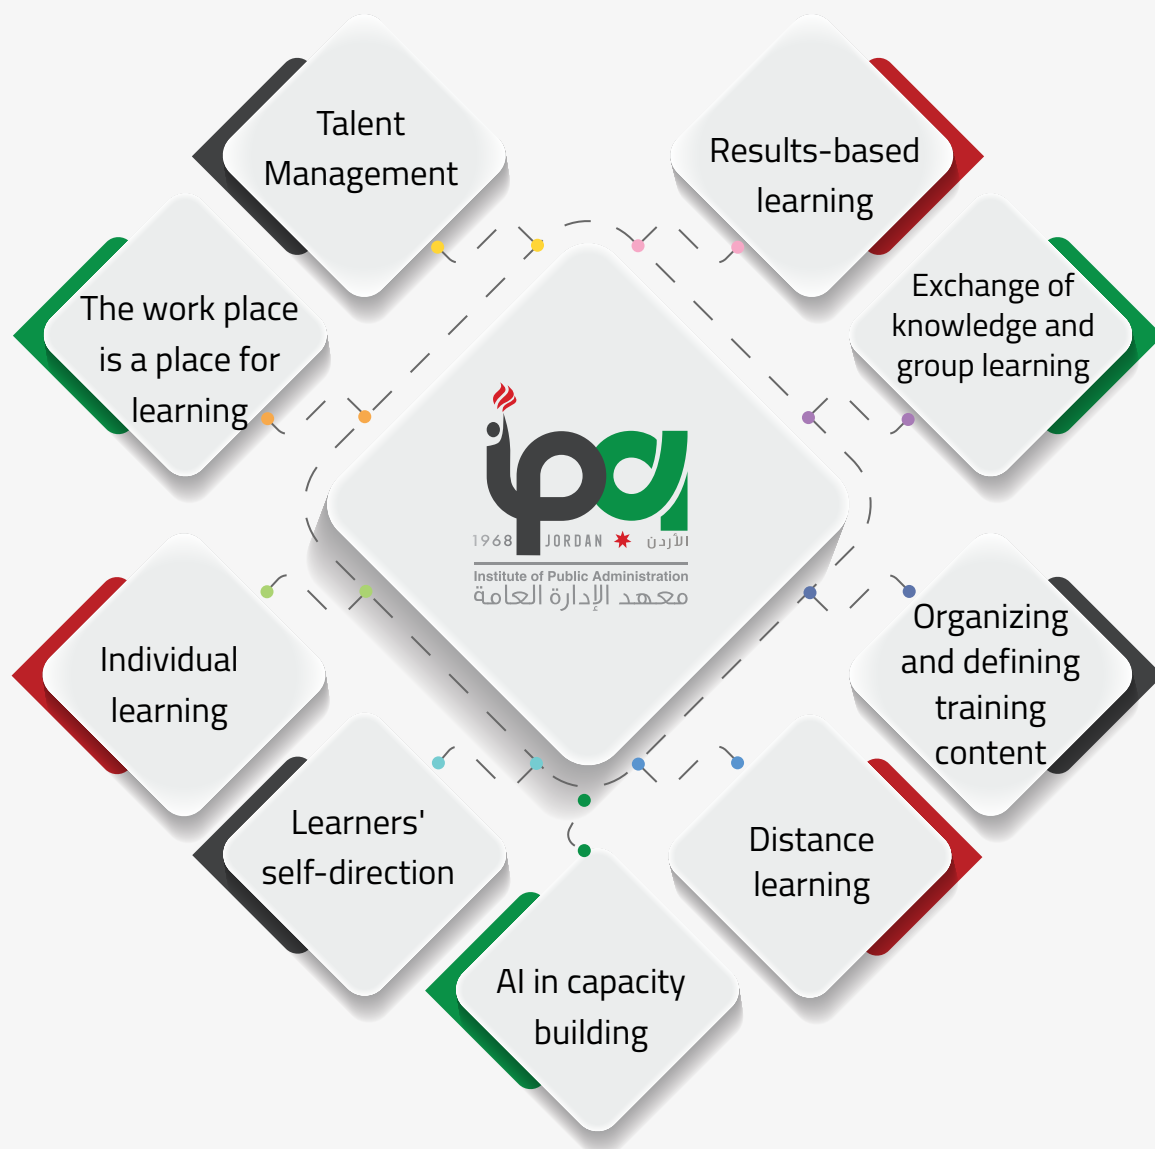 Talent
Management
Results-based
learning
The work place
is a place for
learning
Exchange of
knowledge and
group learning
ipa
1968 JORDAN الأردن
Institute of Public Administration
معهد الإدارة العامة
Individual
learning
Organizing
and defining
training
content
Learners'
self-direction
Distance
learning
AI in capacity
building